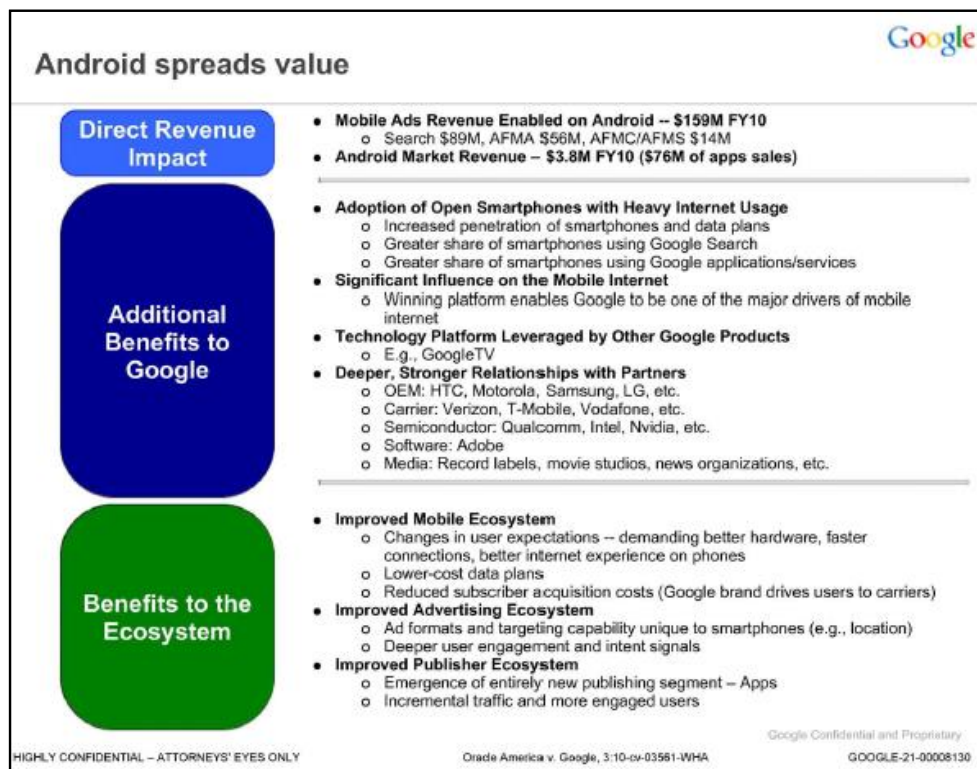 Google
Android spreads value
Direct Revenue
Impact
● Mobile Ads Revenue Enabled on Android -- $159M FY10
o Search $89M, AFMA $56M, AFMC/AFMS $14M
● Android Market Revenue – $3.8M FY10 ($76M of apps sales)
Additional
Benefits to
Google
● Adoption of Open Smartphones with Heavy Internet Usage
o Increased penetration of smartphones and data plans
o Greater share of smartphones using Google Search
o Greater share of smartphones using Google applications/services
● Significant Influence on the Mobile Internet
o Winning platform enables Google to be one of the major drivers of mobile
internet
● Technology Platform Leveraged by Other Google Products
o E.g., GoogleTV
● Deeper, Stronger Relationships with Partners
o OEM: HTC, Motorola, Samsung, LG, etc.
o Carrier: Verizon, T-Mobile, Vodafone, etc.
o Semiconductor: Qualcomm, Intel, Nvidia, etc.
o Software: Adobe
o Media: Record labels, movie studios, news organizations, etc.
Benefits to the
Ecosystem
● Improved Mobile Ecosystem
o Changes in user expectations -- demanding better hardware, faster
connections, better internet experience on phones
o Lower-cost data plans
o Reduced subscriber acquisition costs (Google brand drives users to carriers)
● Improved Advertising Ecosystem
o Ad formats and targeting capability unique to smartphones (e.g., location)
o Deeper user engagement and intent signals
● Improved Publisher Ecosystem
o Emergence of entirely new publishing segment – Apps
o Incremental traffic and more engaged users
Google Confidential and Proprietary
HIGHLY CONFIDENTIAL – ATTORNEYS' EYES ONLY
Oracle America v. Google, 3:10-cv-03561-WHA
GOOGLE-21-00008130